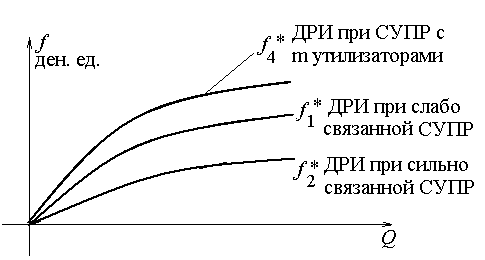 f
ден. ед.
f4* ДРИ при СУПР с
m утилизаторами
f1* ДРИ при слабо
связанной СУПР
f2* ДРИ при сильно
связанной СУПР
Q